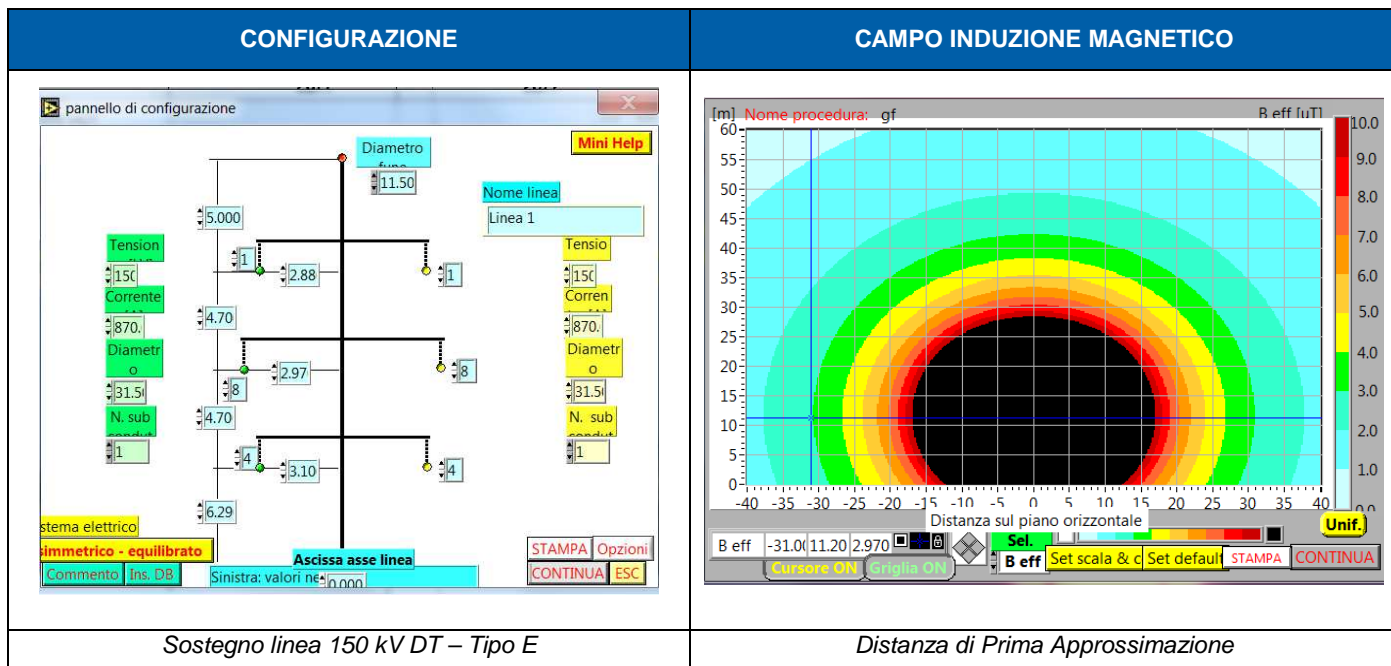 CONFIGURAZIONE
CAMPO INDUZIONE MAGNETICO
pannello di configurazione
Mini Help
Diametro
11.50
Nome linea
Linea 1
5.000
Tension
Tensio
1
2.88
1
150
150
Corrente
Corren
4.70
870.
870.
Diametr
o
Diametr
o
2.97
8
8
31.5
31.5
4.70
N. sub
N. sub
1
1
4
3.10
4
6.29
stema elettrico
simmetrico - equilibrato
Ascissa asse linea
STAMPA Opzioni
Commento Ins. DB
Sinistra: valori ne
0.000
CONTINUA ESC
[m] Nome procedura: gf
B eff [uT]
60
55
50
45
40
35
30
25
20
15
10
5
0
-40 -35 -30 -25 -20 -15 -10 -5 0 5 10 15 20 25 30 35 40
10.0
9.0
8.0
7.0
6.0
5.0
4.0
3.0
2.0
1.0
0.0
Distanza sul piano orizzontale
Unif.
B eff -31.0 11.20 2.970
Sel.
B eff
Set scala & c Set default STAMPA CONTINUA
Cursore ON Griglia ON
Sostegno linea 150 kV DT – Tipo E
Distanza di Prima Approssimazione